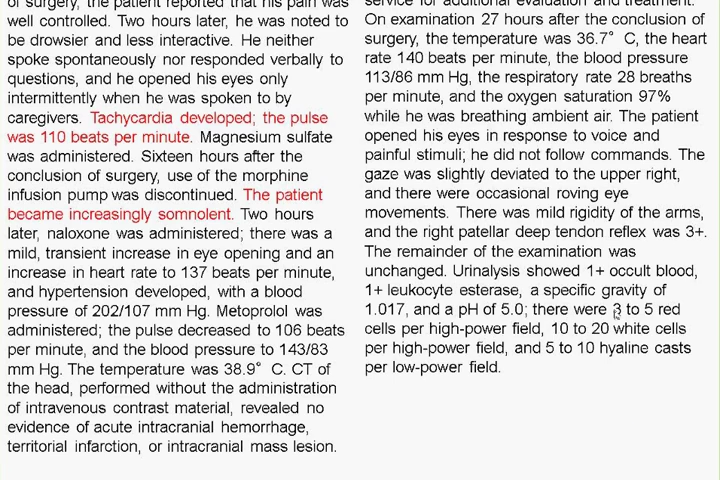 of surgery, the patient reported that his pain was
well controlled. Two hours later, he was noted to
be drowsier and less interactive. He neither
spoke spontaneously nor responded verbally to
questions, and he opened his eyes only
intermittently when he was spoken to by
caregivers. Tachycardia developed; the pulse
was 110 beats per minute. Magnesium sulfate
was administered. Sixteen hours after the
conclusion of surgery, use of the morphine
infusion pump was discontinued. The patient
became increasingly somnolent. Two hours
later, naloxone was administered; there was a
mild, transient increase in eye opening and an
increase in heart rate to 137 beats per minute,
and hypertension developed, with a blood
pressure of 202/107 mm Hg. Metoprolol was
administered; the pulse decreased to 106 beats
per minute, and the blood pressure to 143/83
mm Hg. The temperature was 38.9° C. CT of
the head, performed without the administration
of intravenous contrast material, revealed no
evidence of acute intracranial hemorrhage,
territorial infarction, or intracranial mass lesion.
service for additional evaluation and treatment.
On examination 27 hours after the conclusion of
surgery, the temperature was 36.7° C, the heart
rate 140 beats per minute, the blood pressure
113/86 mm Hg, the respiratory rate 28 breaths
per minute, and the oxygen saturation 97%
while he was breathing ambient air. The patient
opened his eyes in response to voice and
painful stimuli; he did not follow commands. The
gaze was slightly deviated to the upper right,
and there were occasional roving eye
movements. There was mild rigidity of the arms,
and the right patellar deep tendon reflex was 3+.
The remainder of the examination was
unchanged. Urinalysis showed 1+ occult blood,
1+ leukocyte esterase, a specific gravity of
1.017, and a pH of 5.0; there were 3 to 5 red
cells per high-power field, 10 to 20 white cells
per high-power field, and 5 to 10 hyaline casts
per low-power field.